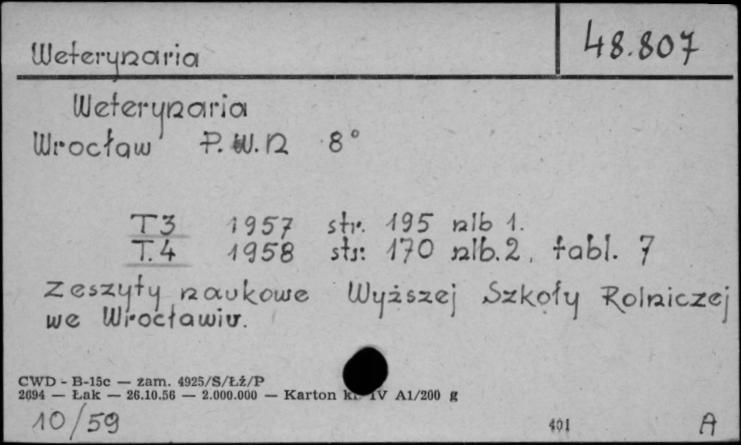 Weterynaria 48.807
Weterynaria
Wrocław P.W.N 8°
T3 1957 str. 195 nlb 1.
T.4 1958 str. 170 nlb.2, tabl. 7
Zeszyty naukowe Wyższej Szkoły Rolniczej
we Wrocławiu.
CWD - B-15c — zam. 4925/S/Łż/P
2694 — Łak — 26.10.56 — 2.000.000 — Karton kl. IV A1/200 g
10/59 401 A